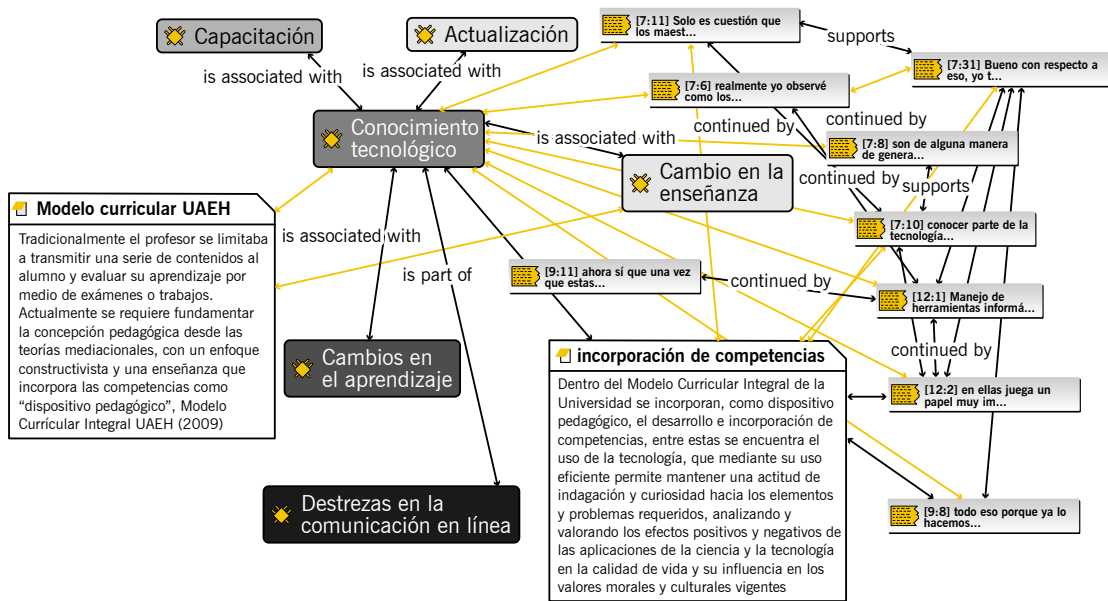 Capacitación
Actualización
is associated with
is associated with
Conocimiento
tecnológico
is associated with
Cambio en la
enseñanza
[7:11] Solo es cuestión que
los maest...
supports
[7:31] Bueno con respecto a
eso, yo t...
[7:6] realmente yo observé
como los...
continued by
continued by
[7:8] son de alguna manera
de genera...
continued by
supports
[7:10] conocer parte de la
tecnología...
Modelo curricular UAEH
Tradicionalmente el profesor se limitaba
a transmitir una serie de contenidos al
alumno y evaluar su aprendizaje por
medio de exámenes o trabajos.
Actualmente se requiere fundamentar
la concepción pedagógica desde las
teorías mediacionales, con un enfoque
constructivista y una enseñanza que
incorpora las competencias como
“dispositivo pedagógico”, Modelo
Currícular Integral UAEH (2009)
is associated with
is part of
[9:11] ahora sí que una vez
que estas...
continued by
[12:1] Manejo de
herramientas informá...
continued by
Cambios en
el aprendizaje
incorporación de competencias
Dentro del Modelo Curricular Integral de la
Universidad se incorporan, como dispositivo
pedagógico, el desarrollo e incorporación de
competencias, entre estas se encuentra el
uso de la tecnología, que mediante su uso
eficiente permite mantener una actitud de
indagación y curiosidad hacia los elementos
y problemas requeridos, analizando y
valorando los efectos positivos y negativos de
las aplicaciones de la ciencia y la tecnología
en la calidad de vida y su influencia en los
valores morales y culturales vigentes
[12:2] en ellas juega un
papel muy im...
Destrezas en la
comunicación en línea
[9:8] todo eso porque ya lo
hacemos...